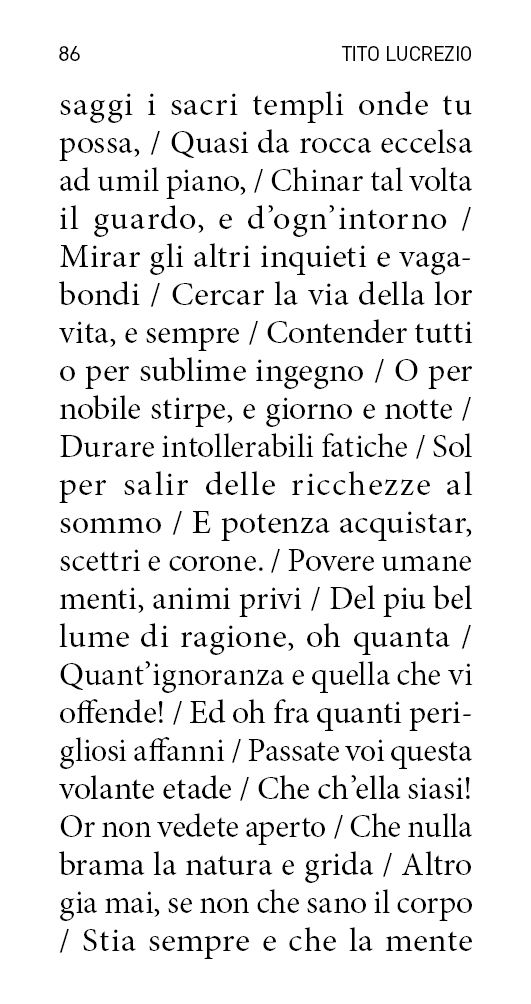 86 TITO LUCREZIO
saggi i sacri templi onde tu
possa, / Quasi da rocca eccelsa
ad umil piano, / Chinar tal volta
il guardo, e d’ogn’intorno /
Mirar gli altri inquieti e vaga-
bondi / Cercar la via della lor
vita, e sempre / Contender tutti
o per sublime ingegno / O per
nobile stirpe, e giorno e notte /
Durare intollerabili fatiche / Sol
per salir delle ricchezze al
sommo / E potenza acquistar,
scettri e corone. / Povere umane
menti, animi privi / Del piu bel
lume di ragione, oh quanta /
Quant’ignoranza e quella che vi
offende! / Ed oh fra quanti peri-
gliosi affanni / Passate voi questa
volante etade / Che ch’ella siasi!
Or non vedete aperto / Che nulla
brama la natura e grida / Altro
gia mai, se non che sano il corpo
/ Stia sempre e che la mente